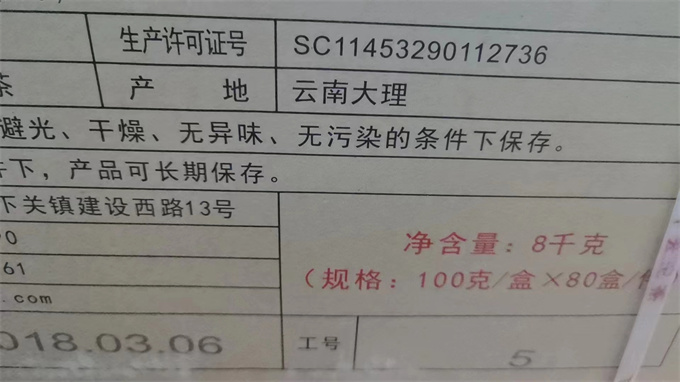 生产许可证号 SC11453290112736
茶 产 地 云南大理
避光、干燥、无异味、无污染的条件下保存。
件下，产品可长期保存。
下关镇建设西路13号
净含量：8千克
90
（规格：100克/盒×80盒/件
61
.com
2018.03.06 工号 5